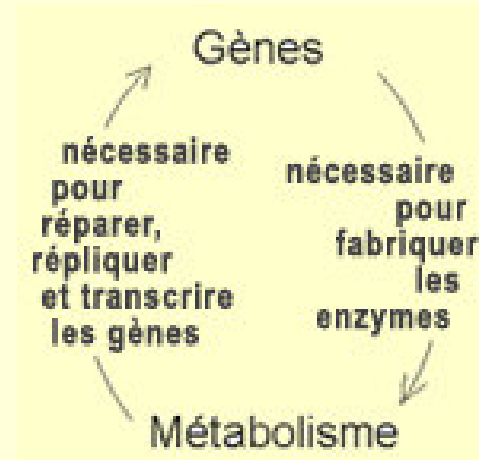 Gènes
nécessaire
pour
réparer,
répliquer
et transcrire
les gènes
nécessaire
pour
fabriquer
les
enzymes
Métabolisme